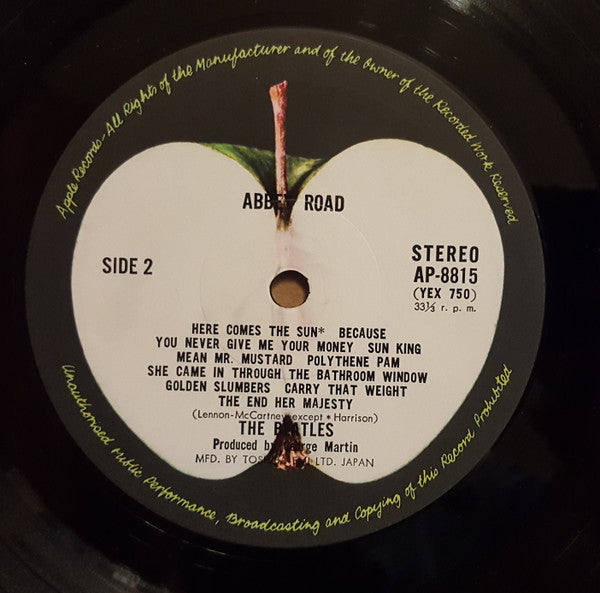 Apple Records - All Rights of the Manufacturer and of the Owner of the Recorded Work Reserved
ABBEY ROAD
SIDE 2
STEREO
AP-8815
(YEX 750)
33⅓ r. p. m.
HERE COMES THE SUN* BECAUSE
YOU NEVER GIVE ME YOUR MONEY SUN KING
MEAN MR. MUSTARD POLYTHENE PAM
SHE CAME IN THROUGH THE BATHROOM WINDOW
GOLDEN SLUMBERS CARRY THAT WEIGHT
THE END HER MAJESTY
(Lennon-McCartney except * Harrison)
THE BEATLES
Produced by George Martin
MFD. BY TOSHIBA EMI LTD. JAPAN
Unauthorised Public Performance, Broadcasting and Copying of this Record Prohibited